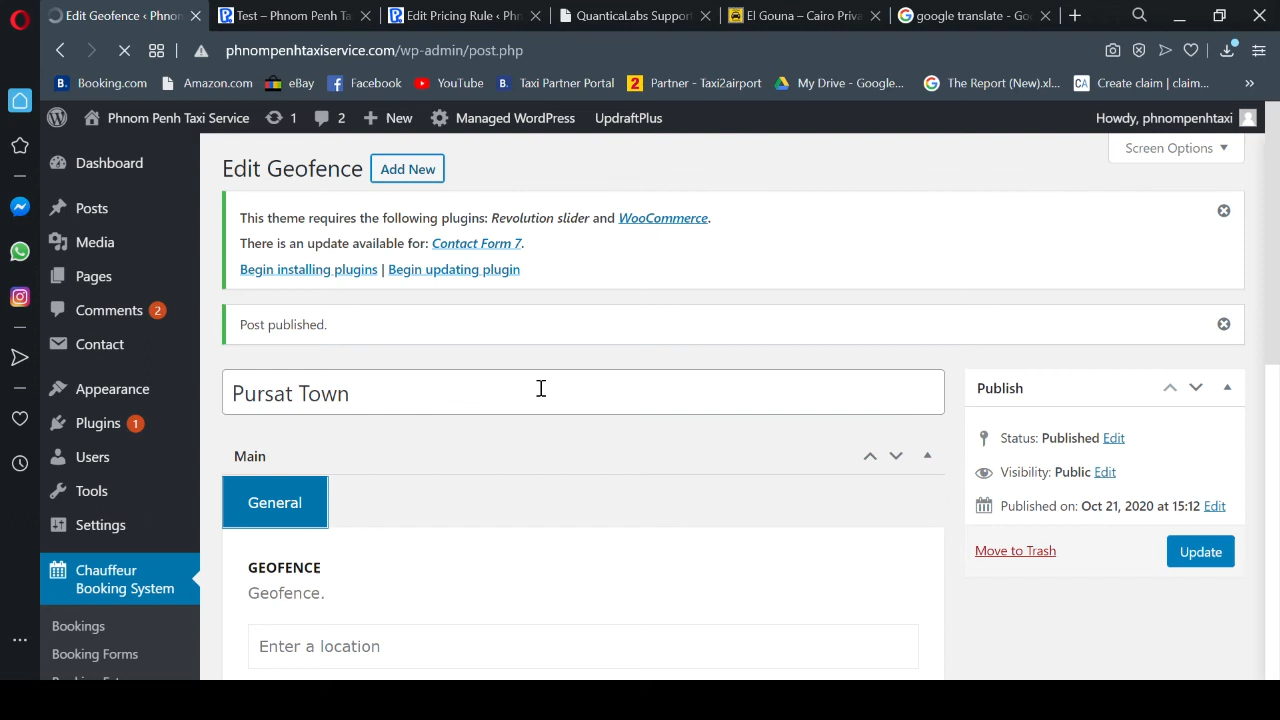 Edit Geofence ‹ Phnon
Test – Phnom Penh Ta
Edit Pricing Rule ‹ Phn
QuanticaLabs Suppor
El Gouna – Cairo Priva
google translate - Go
phnompenhtaxiservice.com/wp-admin/post.php
Booking.com
Amazon.com
eBay
Facebook
YouTube
Taxi Partner Portal
Partner - Taxi2airport
My Drive - Google...
The Report (New).xl...
Create claim | claim...
Phnom Penh Taxi Service
1
2
New
Managed WordPress
UpdraftPlus
Howdy, phnompenhtaxi
Screen Options
Dashboard
Posts
Media
Pages
Comments 2
Contact
Appearance
Plugins 1
Users
Tools
Settings
Chauffeur
Booking System
Bookings
Booking Forms
Edit Geofence
Add New
This theme requires the following plugins: Revolution slider and WooCommerce.
There is an update available for: Contact Form 7.
Begin installing plugins | Begin updating plugin
Post published.
Pursat Town
Main
General
GEOFENCE
Geofence.
Enter a location
Publish
Status: Published Edit
Visibility: Public Edit
Published on: Oct 21, 2020 at 15:12 Edit
Move to Trash
Update